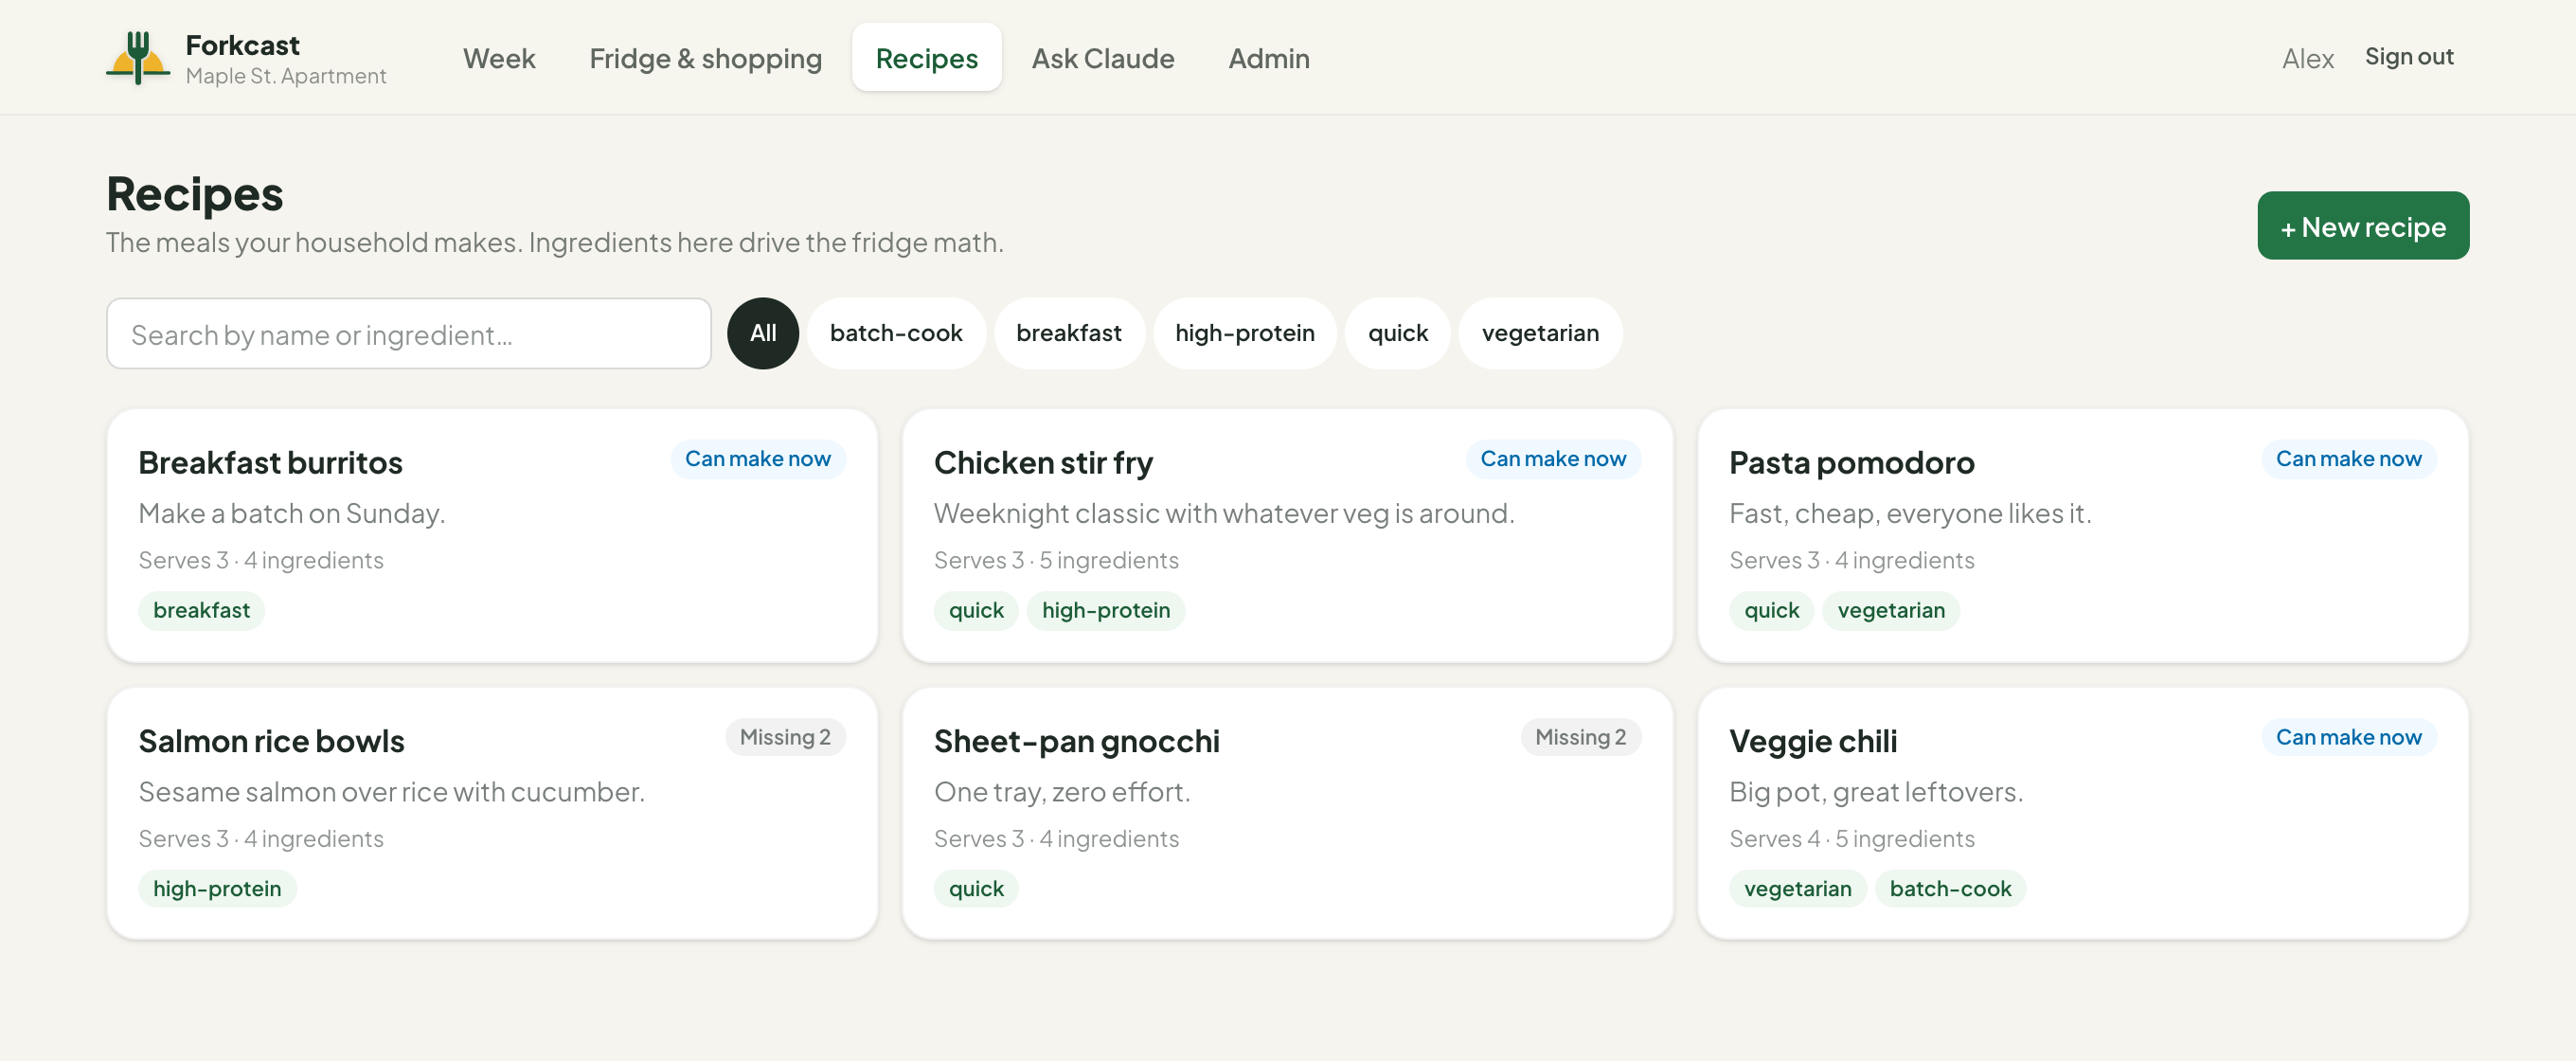 Forkcast
Maple St. Apartment
Week
Fridge & shopping
Recipes
Ask Claude
Admin
Alex
Sign out
Recipes
The meals your household makes. Ingredients here drive the fridge math.
+ New recipe
Search by name or ingredient...
All
batch-cook
breakfast
high-protein
quick
vegetarian
Breakfast burritos
Can make now
Make a batch on Sunday.
Serves 3 · 4 ingredients
breakfast
Chicken stir fry
Can make now
Weeknight classic with whatever veg is around.
Serves 3 · 5 ingredients
quick
high-protein
Pasta pomodoro
Can make now
Fast, cheap, everyone likes it.
Serves 3 · 4 ingredients
quick
vegetarian
Salmon rice bowls
Missing 2
Sesame salmon over rice with cucumber.
Serves 3 · 4 ingredients
high-protein
Sheet-pan gnocchi
Missing 2
One tray, zero effort.
Serves 3 · 4 ingredients
quick
Veggie chili
Can make now
Big pot, great leftovers.
Serves 4 · 5 ingredients
vegetarian
batch-cook